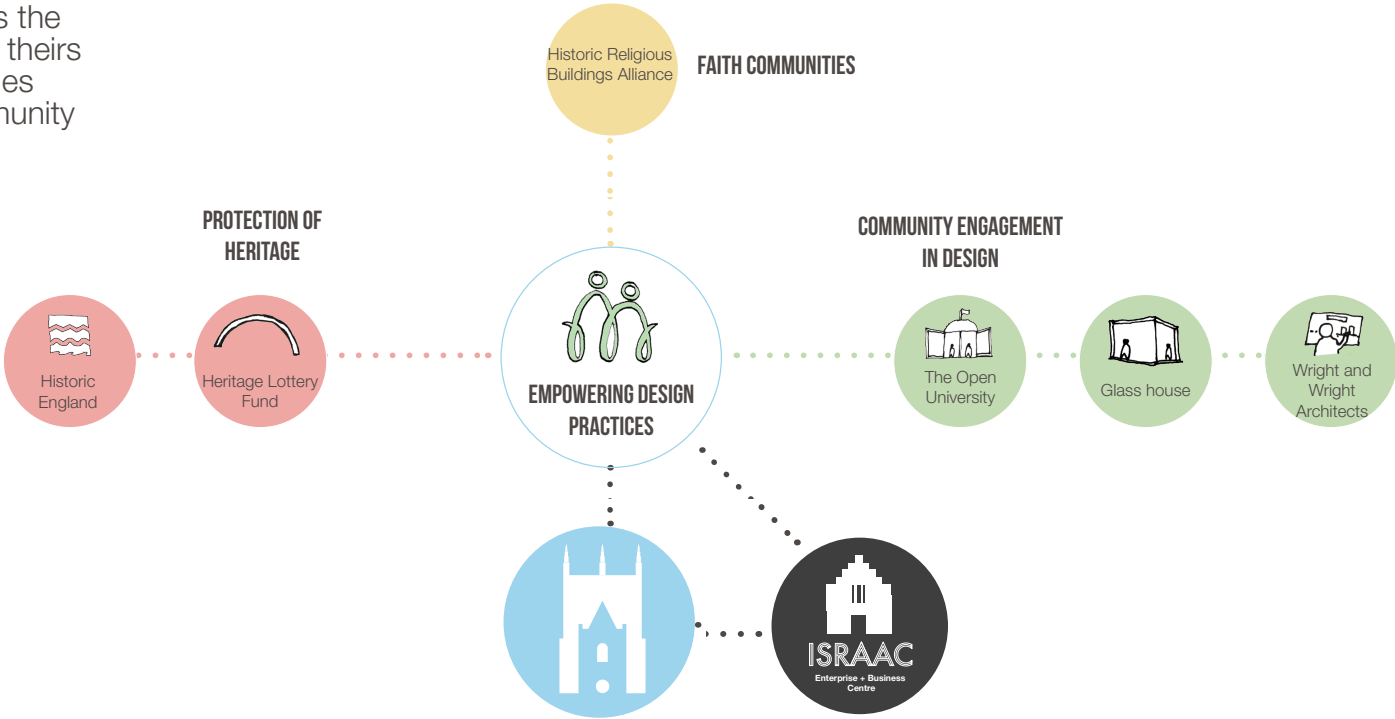 s the
theirs
es
munity
Historic Religious
Buildings Alliance
FAITH COMMUNITIES
PROTECTION OF
HERITAGE
COMMUNITY ENGAGEMENT
IN DESIGN
Historic
England
Heritage Lottery
Fund
EMPOWERING DESIGN
PRACTICES
The Open
University
Glass house
Wright and
Wright
Architects
ISRAAC
Enterprise + Business
Centre